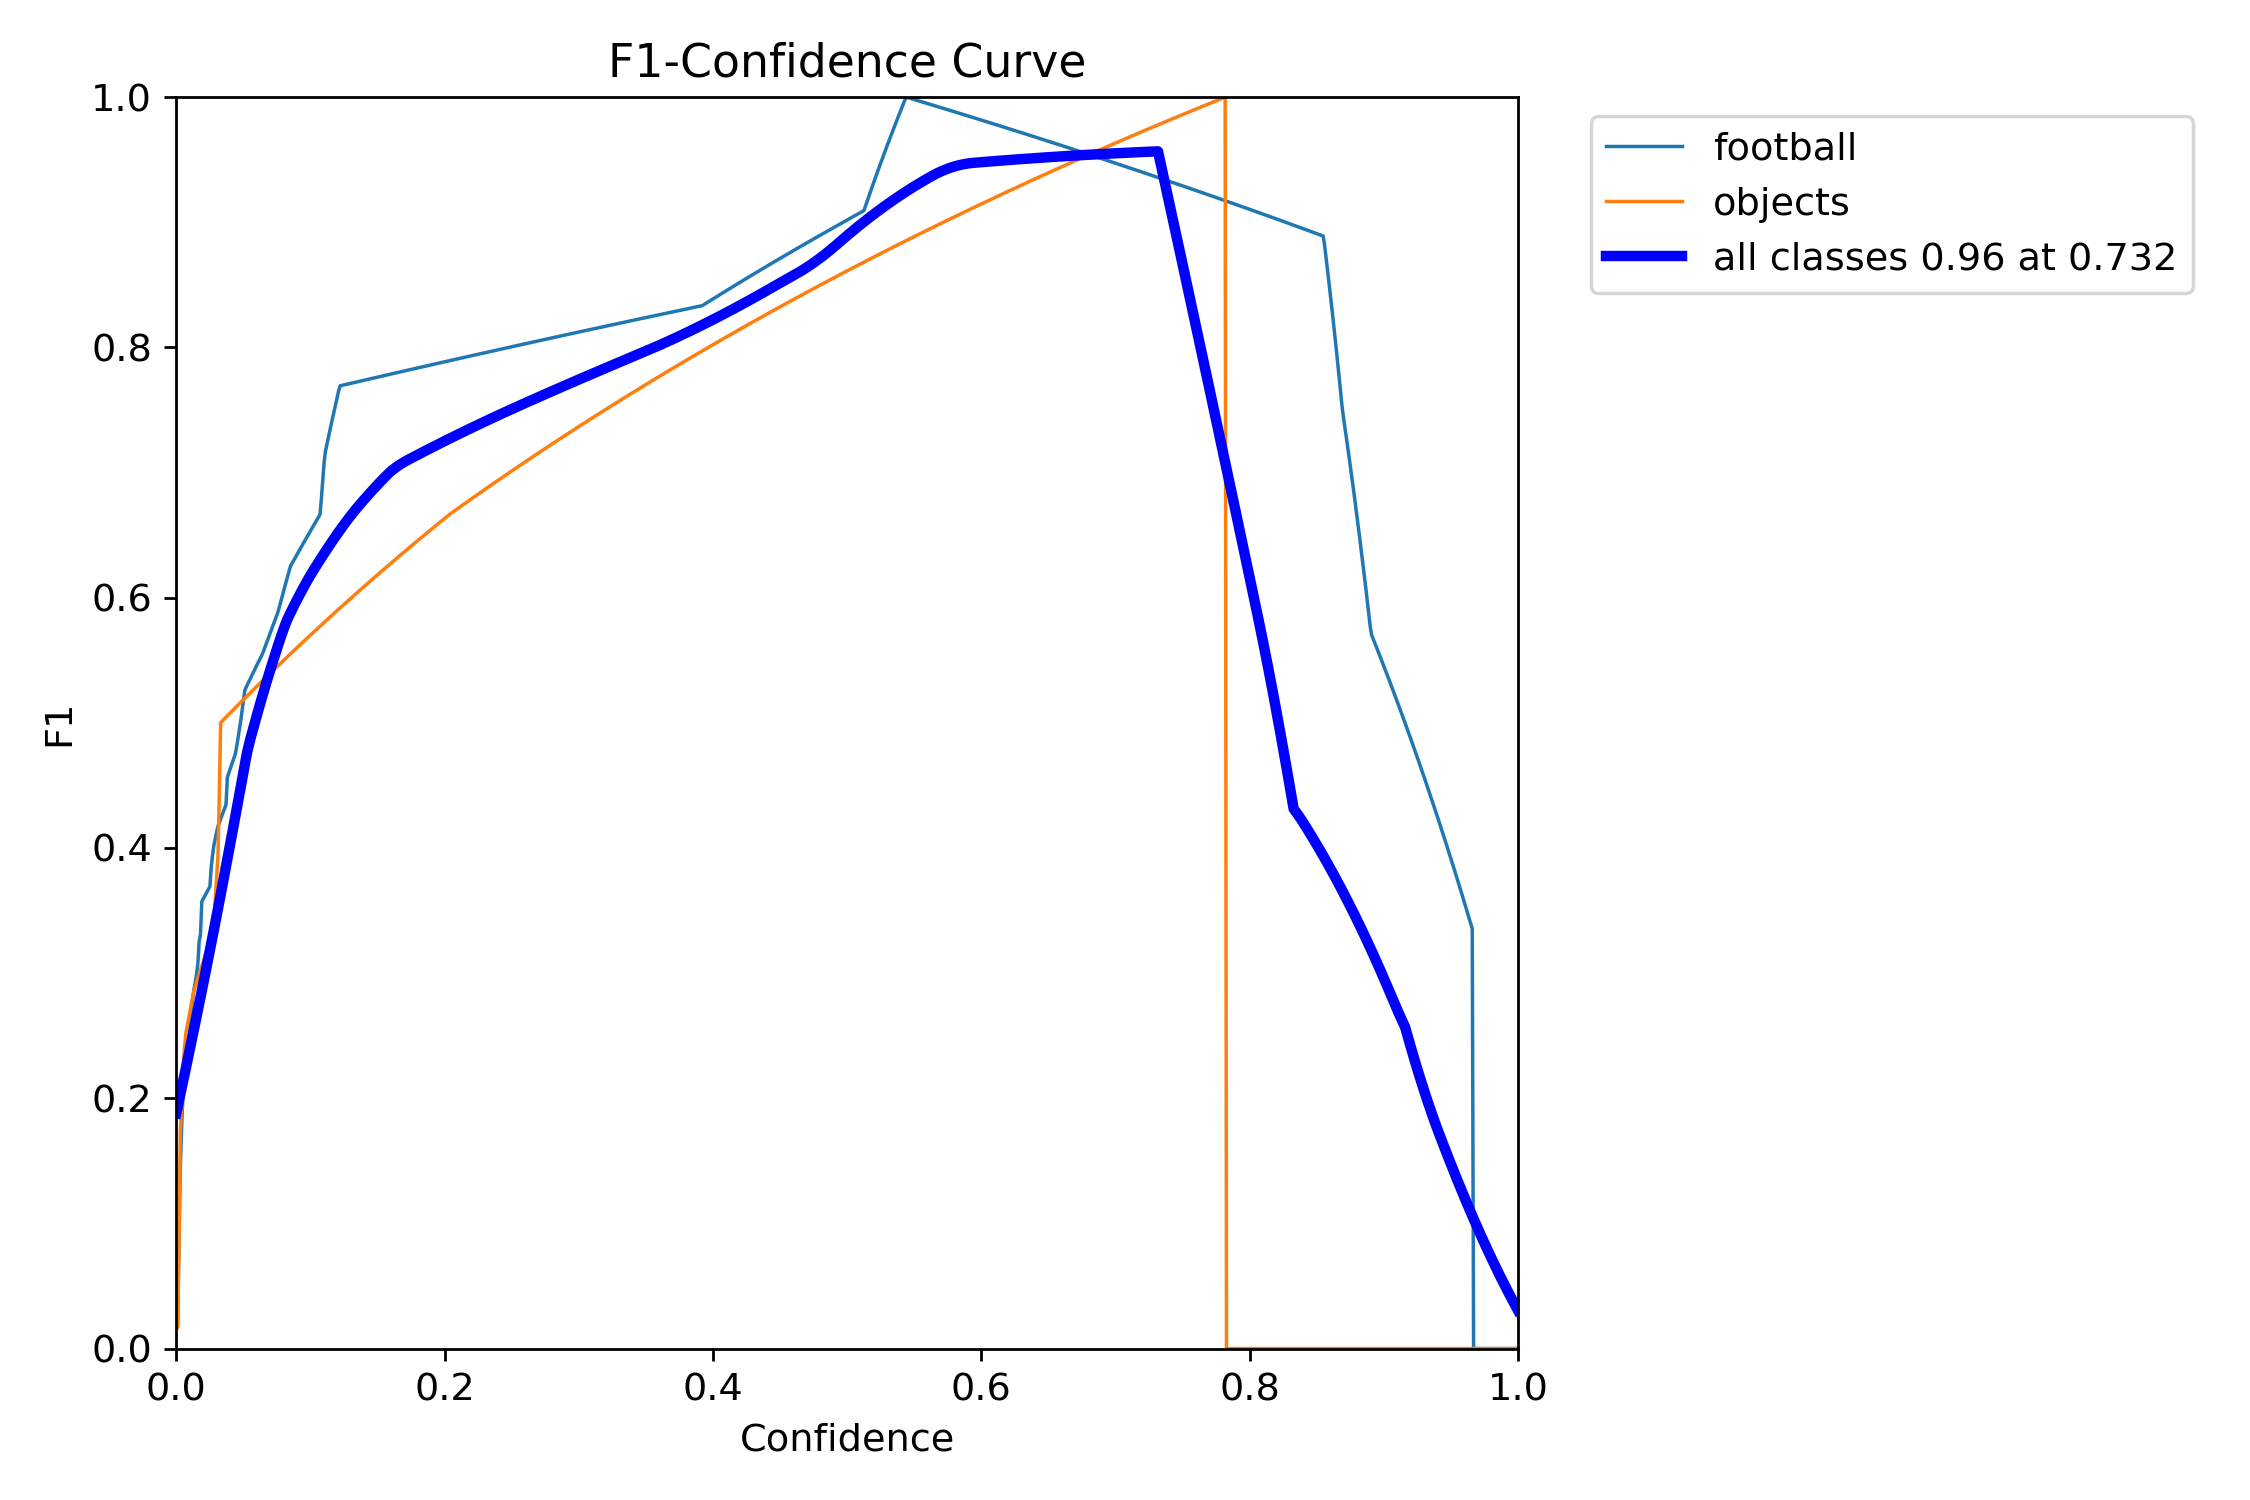 F1-Confidence Curve
1.0
0.8
0.6
0.4
0.2
0.0
F1
0.0 0.2 0.4 0.6 0.8 1.0
Confidence
football
objects
all classes 0.96 at 0.732